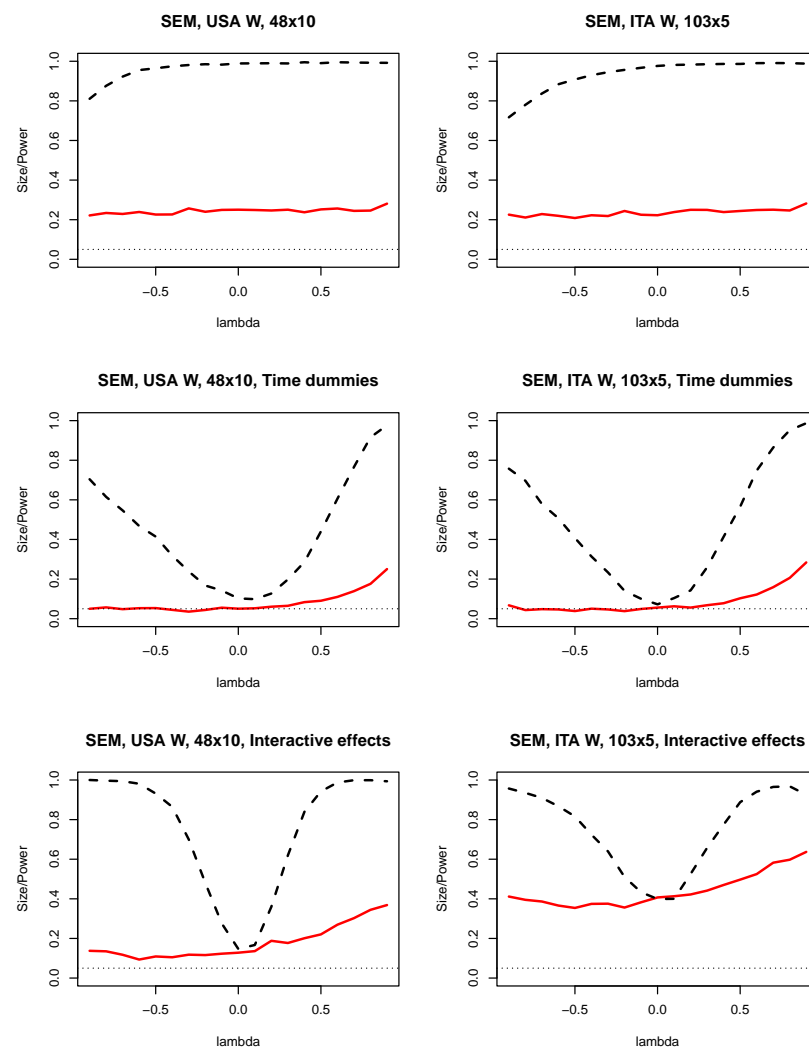 SEM, USA W, 48x10
Size/Power
0.0 0.2 0.4 0.6 0.8 1.0
−0.5 0.0 0.5
lambda
SEM, ITA W, 103x5
Size/Power
0.0 0.2 0.4 0.6 0.8 1.0
−0.5 0.0 0.5
lambda
SEM, USA W, 48x10, Time dummies
Size/Power
0.0 0.2 0.4 0.6 0.8 1.0
−0.5 0.0 0.5
lambda
SEM, ITA W, 103x5, Time dummies
Size/Power
0.0 0.2 0.4 0.6 0.8 1.0
−0.5 0.0 0.5
lambda
SEM, USA W, 48x10, Interactive effects
Size/Power
0.0 0.2 0.4 0.6 0.8 1.0
−0.5 0.0 0.5
lambda
SEM, ITA W, 103x5, Interactive effects
Size/Power
0.0 0.2 0.4 0.6 0.8 1.0
−0.5 0.0 0.5
lambda